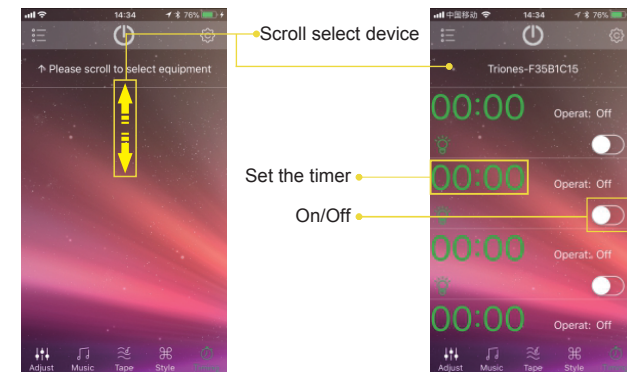 14:34
76%
↑ Please scroll to select equipment
Adjust Music Tape Style
Scroll select device
Set the timer
On/Off
中国移动 14:34 76%
Triones-F35B1C15
00:00
Operat: Off
00:00
Operat: Off
00:00
Operat: Off
00:00
Operat: Off
Adjust Music Tape Style